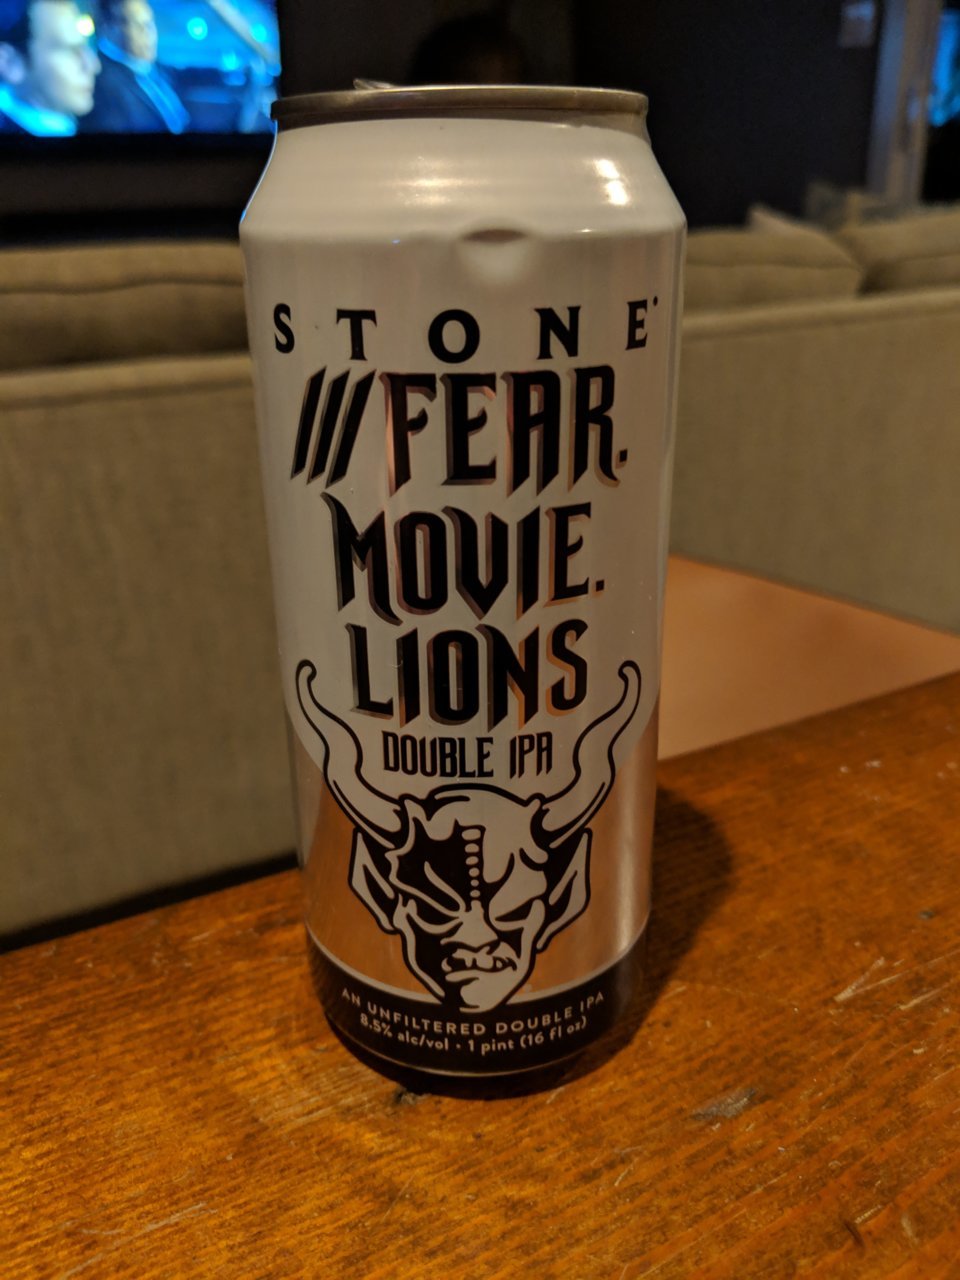 STONE
///FEAR.
MOVIE.
LIONS
DOUBLE IPA
AN UNFILTERED DOUBLE IPA
8.5% alc/vol • 1 pint (16 fl oz)